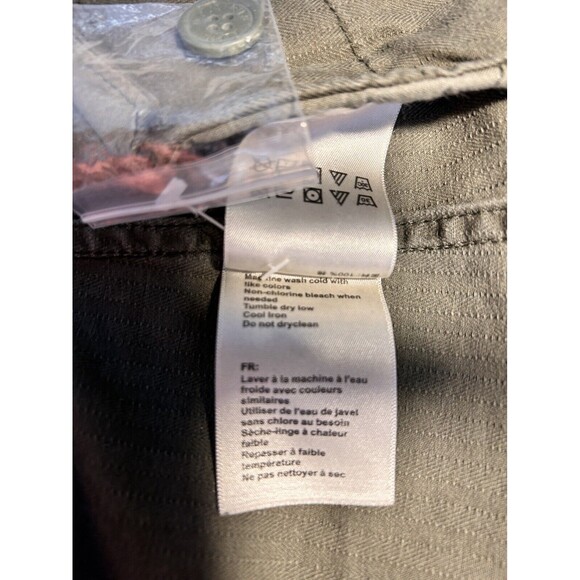 Machine wash cold with
like colors
Non-chlorine bleach when
needed
Tumble dry low
Cool Iron
Do not dryclean
FR:
Laver à la machine à l'eau
froide avec couleurs
similaires
Utiliser de l'eau de javel
sans chlore au besoin
Sèche-linge à chaleur
faible
Repasser à faible
température
Ne pas nettoyer à sec